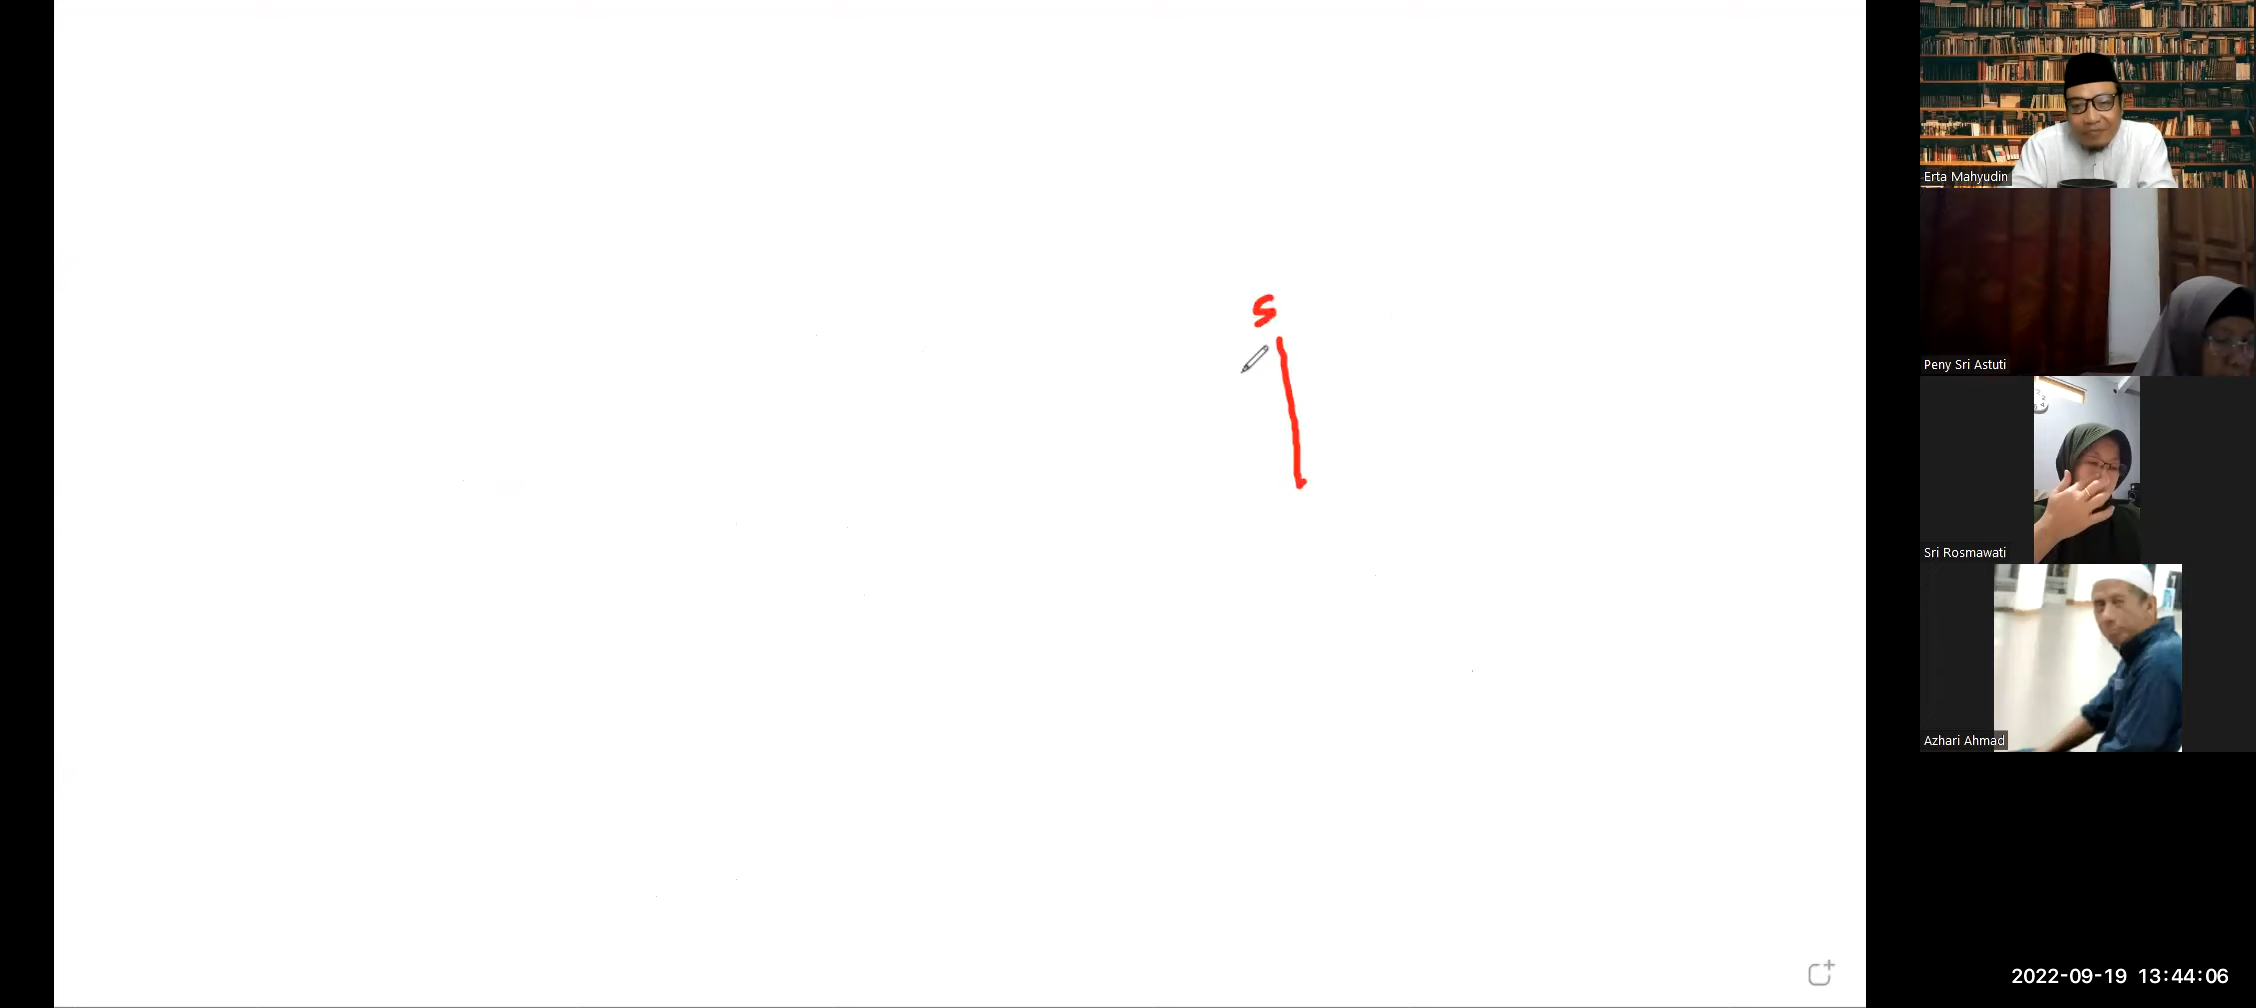 أ
Erta Mahyudin
Peny Sri Astuti
Sri Rosmawati
Azhari Ahmad
2022-09-19 13:44:06